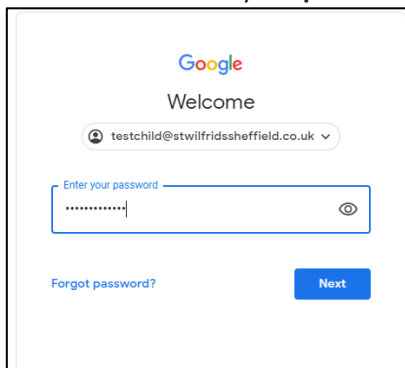 Google
Welcome
testchild@stwilfridssheffield.co.uk
Enter your password
•••••••••••••
Forgot password?
Next